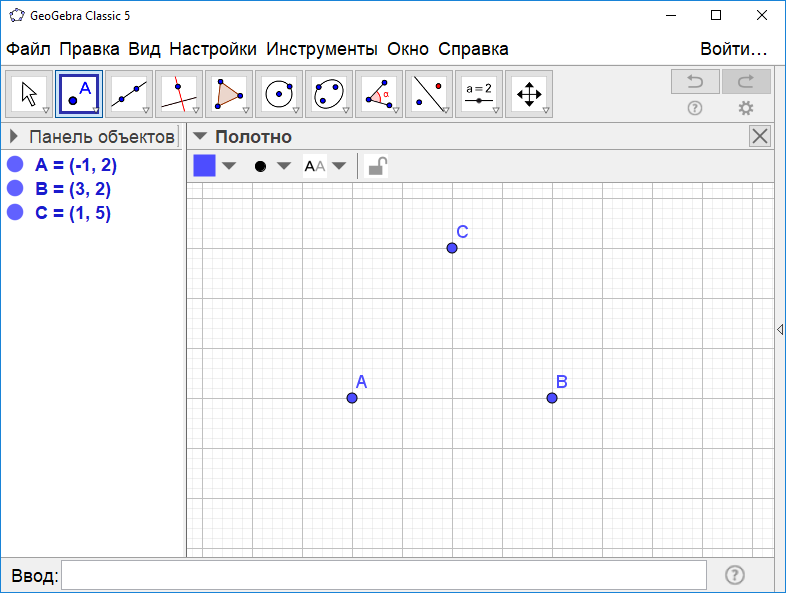 GeoGebra Classic 5
Файл Правка Вид Настройки Инструменты Окно Справка Войти...
A α a = 2
Панель объектов
Полотно
AA
A = (-1, 2)
B = (3, 2)
C = (1, 5)
C
A
B
Ввод: